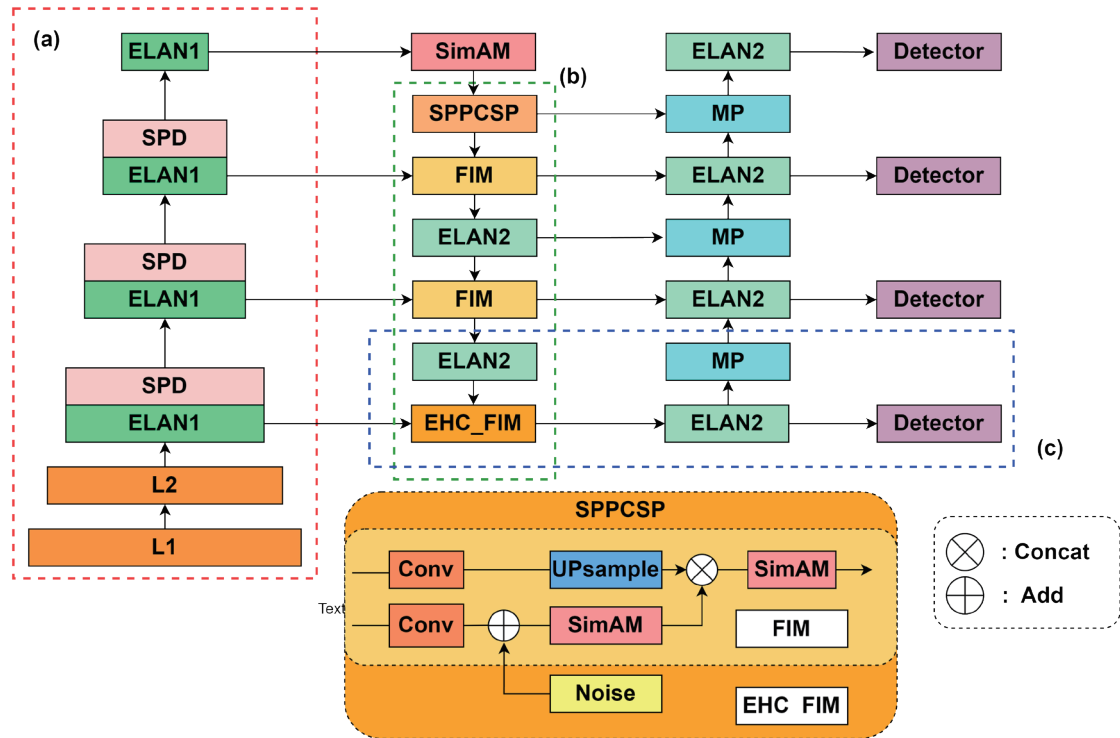 (a)
ELAN1
SimAM
ELAN2
Detector
(b)
SPPCSP
MP
SPD
ELAN1
FIM
ELAN2
Detector
ELAN2
MP
SPD
ELAN1
FIM
ELAN2
Detector
ELAN2
MP
SPD
ELAN1
EHC_FIM
ELAN2
Detector
(c)
L2
L1
SPPCSP
Conv
UPsample
SimAM
: Concat
Text
Conv
SimAM
FIM
: Add
Noise
EHC FIM